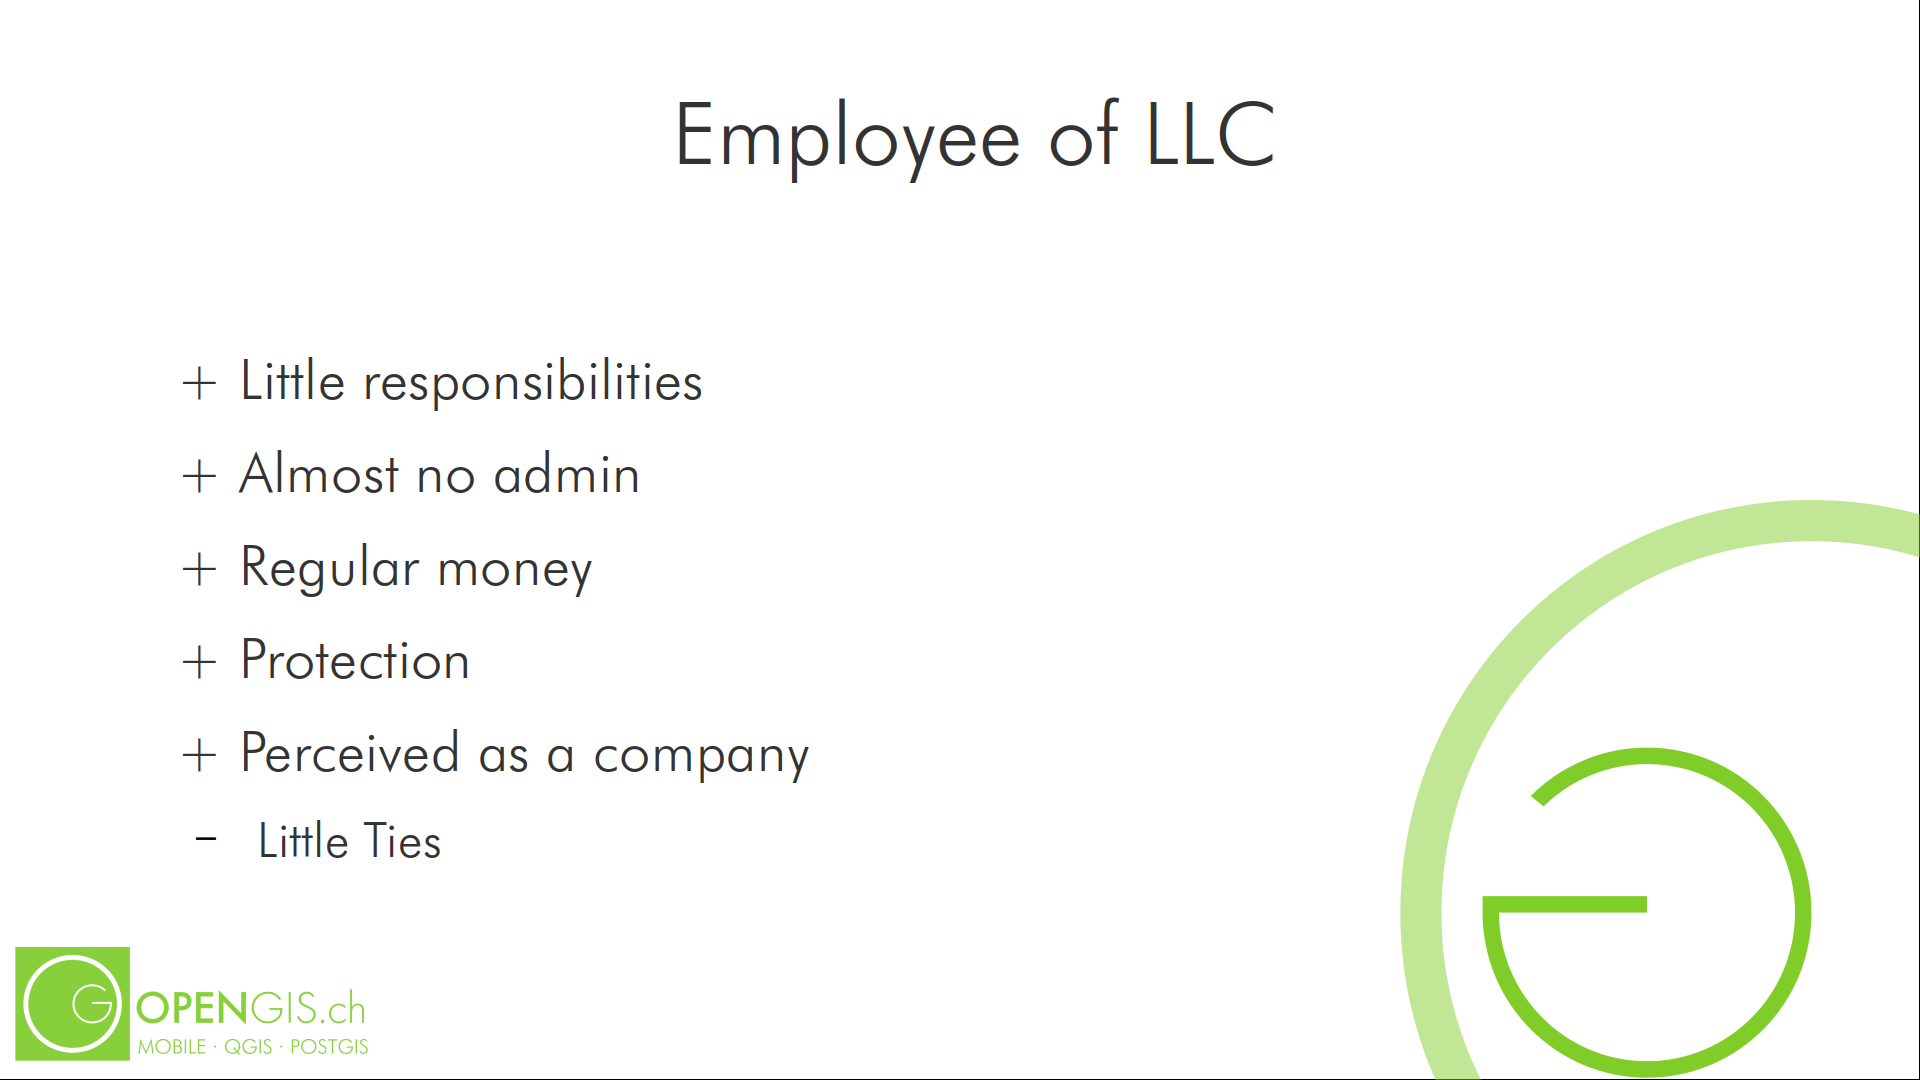 Employee of LLC
+ Little responsibilities
+ Almost no admin
+ Regular money
+ Protection
+ Perceived as a company
– Little Ties
OPENGIS.ch
MOBILE · QGIS · POSTGIS